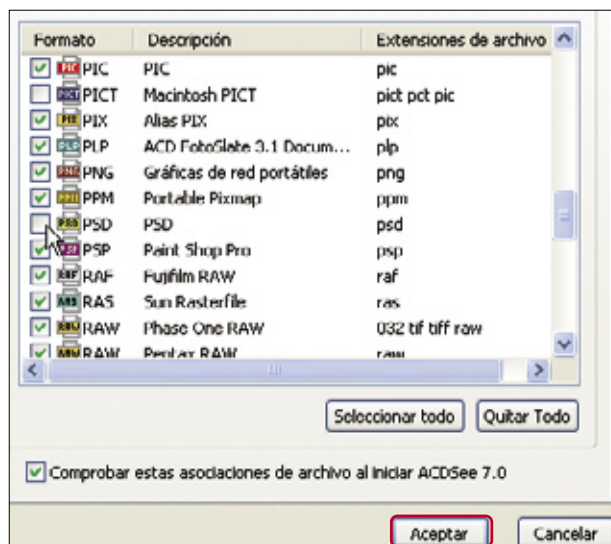 Formato Descripción Extensiones de archivo
PIC PIC pic
PICT Macintosh PICT pict pct pic
PIX Alias PIX pix
PLP ACD FotoSlate 3.1 Docum... plp
PNG Gráficas de red portátiles png
PPM Portable Pixmap ppm
PSD PSD psd
PSP Paint Shop Pro psp
RAF Fujifilm RAW raf
RAS Sun Rasterfile ras
RAW Phase One RAW 032 tif tiff raw
RAW Pentax RAW raw
Seleccionar todo Quitar Todo
Comprobar estas asociaciones de archivo al iniciar ACDSee 7.0
Aceptar Cancelar